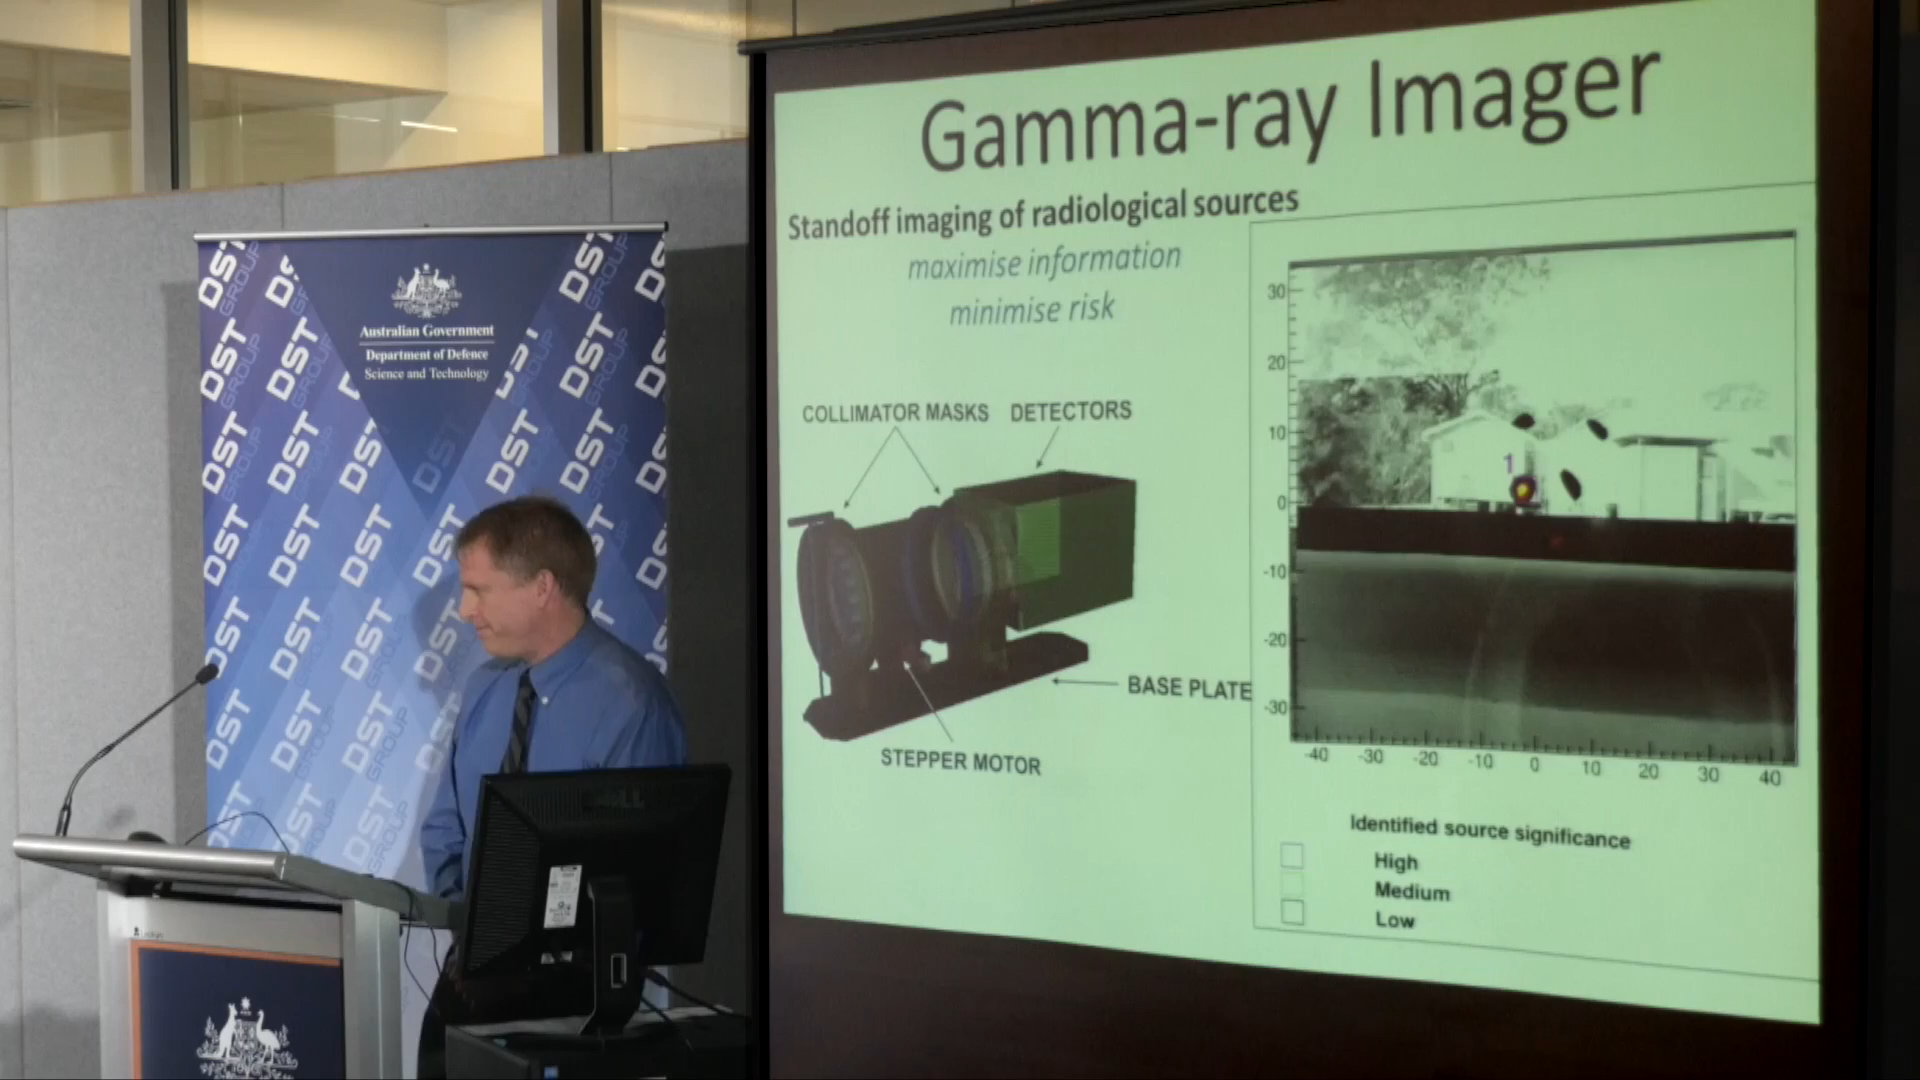 DST GROUP
Australian Government
Department of Defence
Science and Technology
DELL
Gamma-ray Imager
Standoff imaging of radiological sources
maximise information
minimise risk
COLLIMATOR MASKS
DETECTORS
BASE PLATE
STEPPER MOTOR
30
20
10
0
-10
-20
-30
1
-40 -30 -20 -10 0 10 20 30 40
Identified source significance
High
Medium
Low